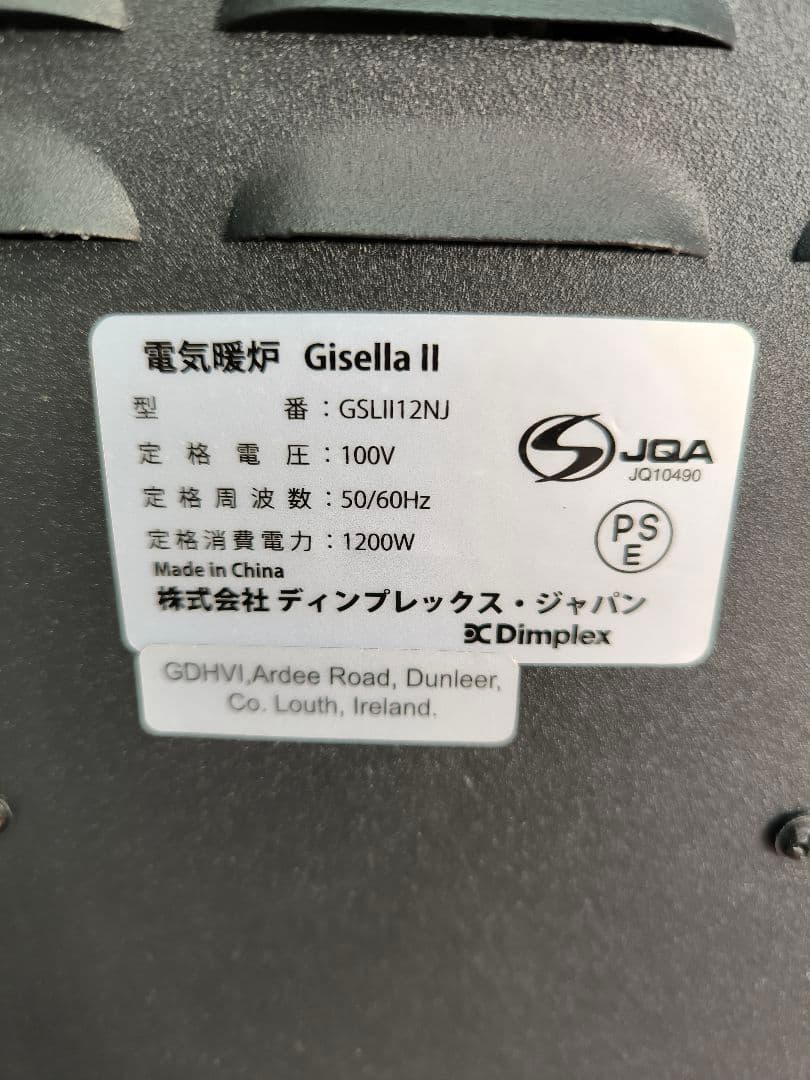 電気暖炉 Gisella II
型番：GSLII12NJ
定格電圧：100V
定格周波数：50/60Hz
定格消費電力：1200W
Made in China
株式会社 ディンプレックス・ジャパン
Dimplex
JQA
JQ10490
PS
E
GDHVI,Ardee Road, Dunleer,
Co. Louth, Ireland.